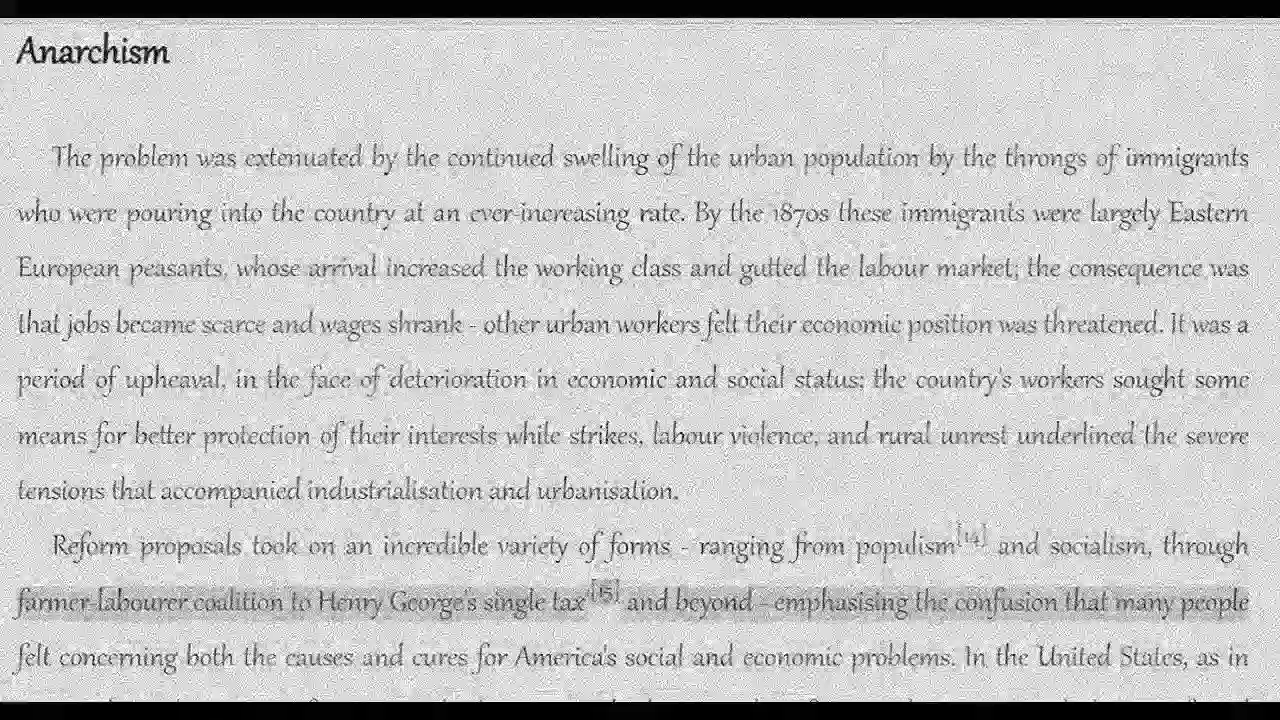 Anarchism
The problem was extenuated by the continued swelling of the urban population by the throngs of immigrants
who were pouring into the country at an ever-increasing rate. By the 1870s these immigrants were largely Eastern
European peasants, whose arrival increased the working class and gutted the labour market; the consequence was
that jobs became scarce and wages shrank - other urban workers felt their economic position was threatened. It was a
period of upheaval, in the face of deterioration in economic and social status; the country's workers sought some
means for better protection of their interests while strikes, labour violence, and rural unrest underlined the severe
tensions that accompanied industrialisation and urbanisation.
Reform proposals took on an incredible variety of forms - ranging from populism[14] and socialism, through
farmer-labourer coalition to Henry George's single tax'[15] and beyond - emphasising the confusion that many people
felt concerning both the causes and cures for America's social and economic problems. In the United States, as in